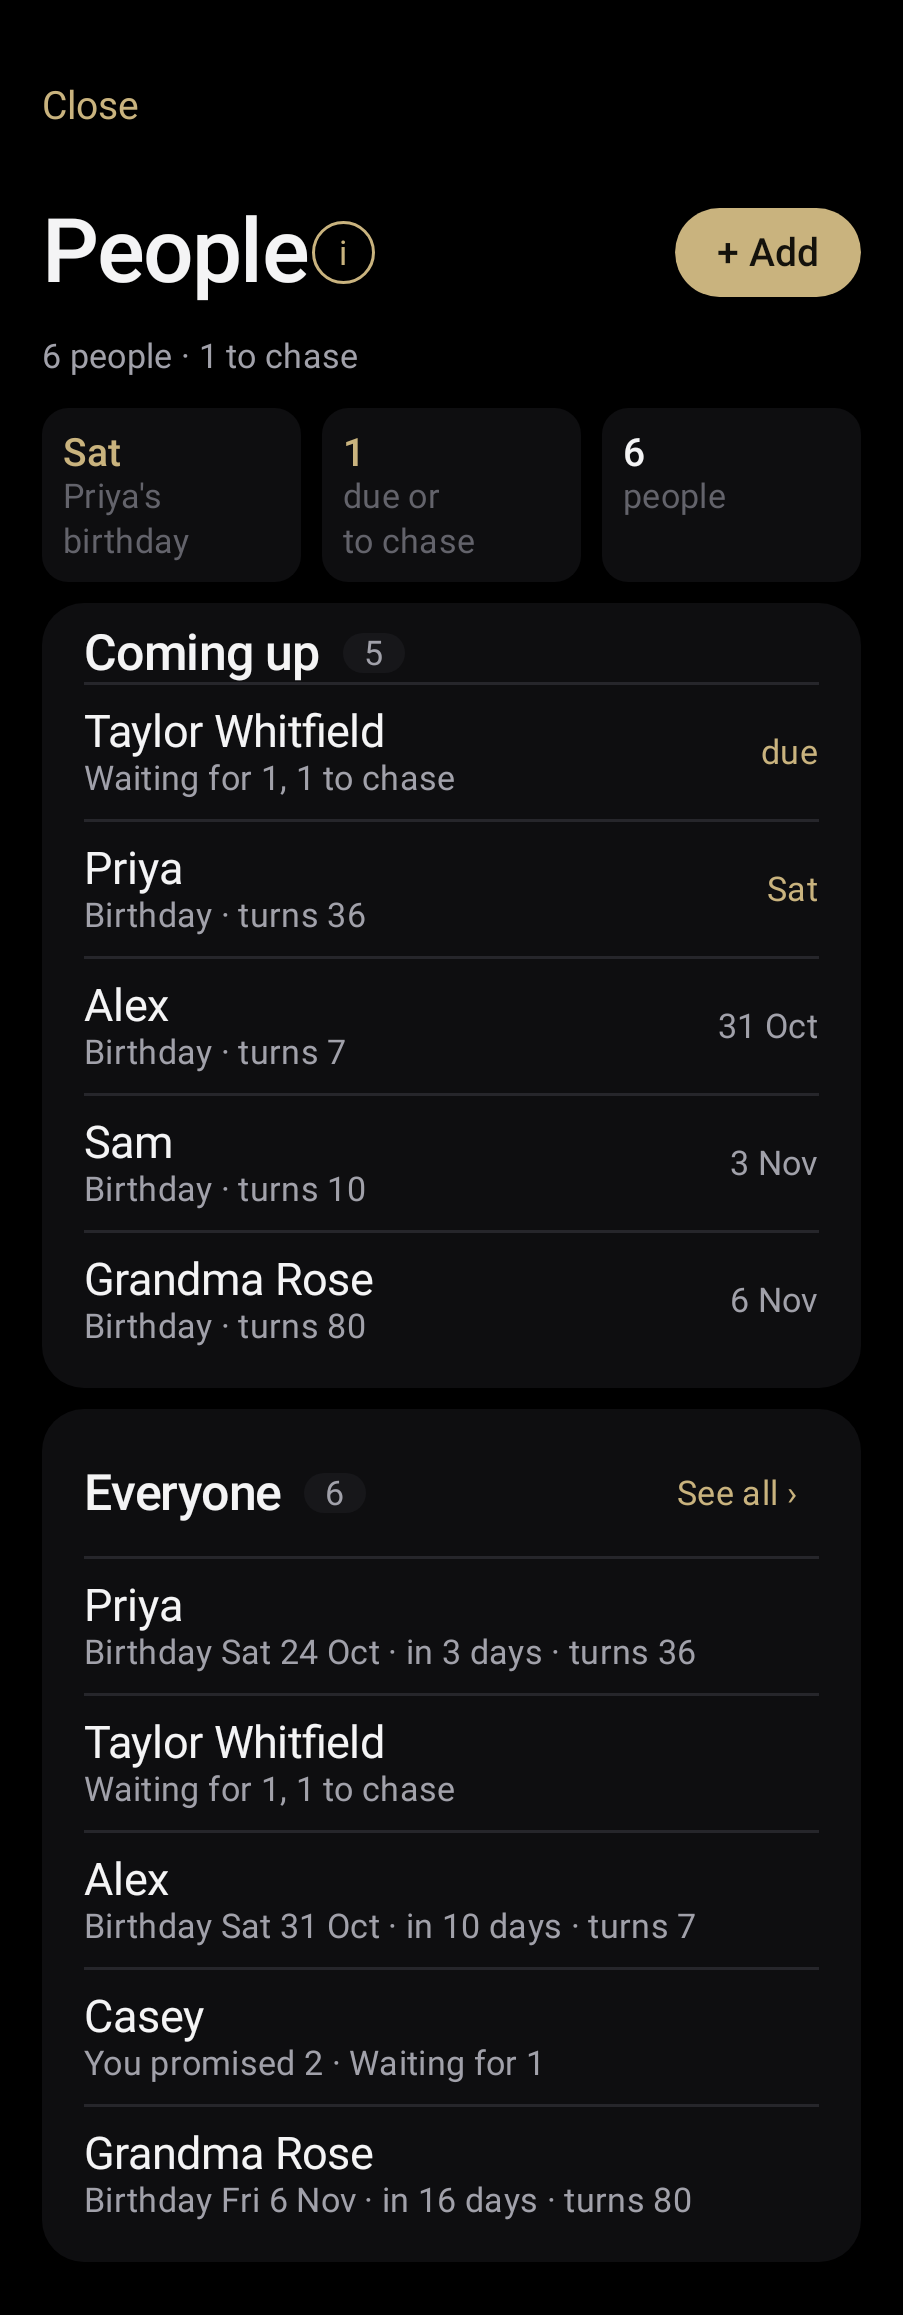 Close
People i
+ Add
6 people · 1 to chase
Sat
Priya's
birthday
1
due or
to chase
6
people
Coming up 5
Taylor Whitfield
Waiting for 1, 1 to chase
due
Priya
Birthday · turns 36
Sat
Alex
Birthday · turns 7
31 Oct
Sam
Birthday · turns 10
3 Nov
Grandma Rose
Birthday · turns 80
6 Nov
Everyone 6
See all ›
Priya
Birthday Sat 24 Oct · in 3 days · turns 36
Taylor Whitfield
Waiting for 1, 1 to chase
Alex
Birthday Sat 31 Oct · in 10 days · turns 7
Casey
You promised 2 · Waiting for 1
Grandma Rose
Birthday Fri 6 Nov · in 16 days · turns 80